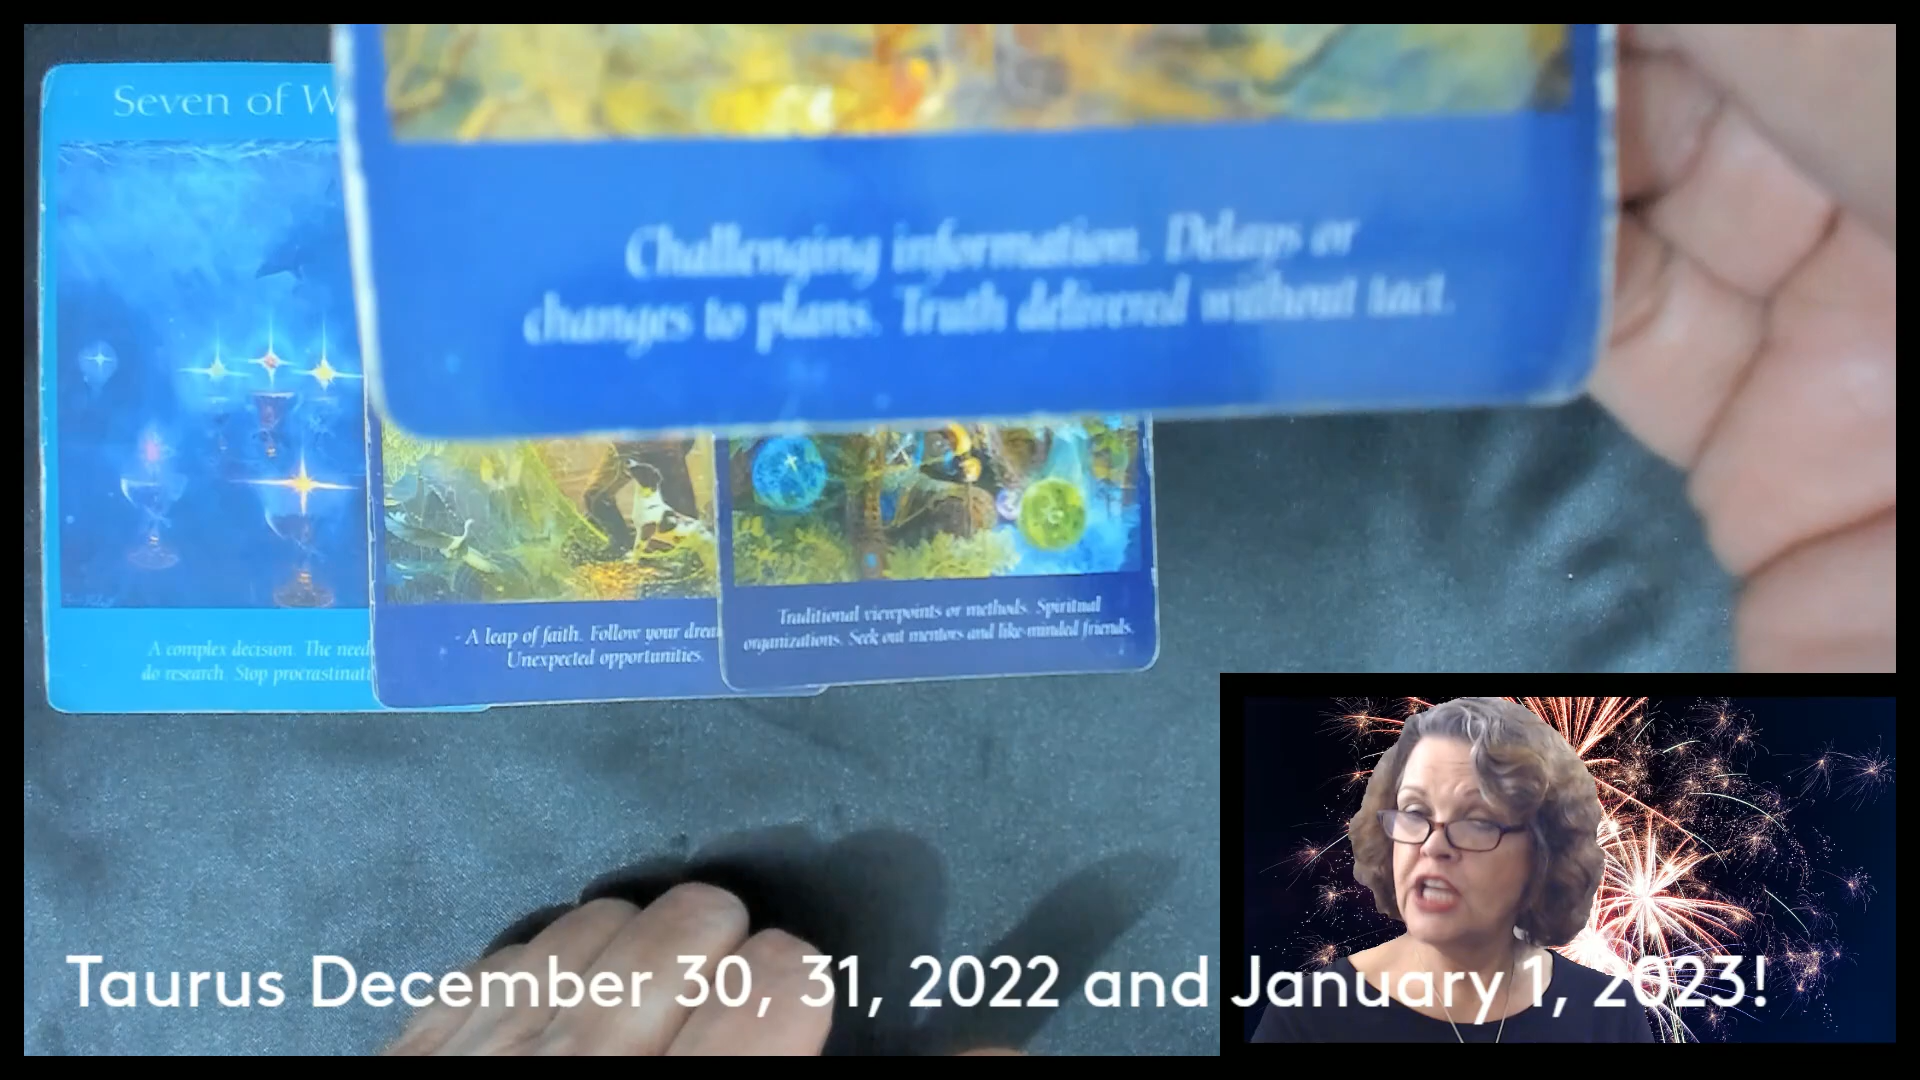 Seven of W
Challenging information. Delays or
changes to plans. Truth delivered without tact.
A complex decision. The need
do research. Stop procrastinati
A leap of faith. Follow your drea
Unexpected opportunities.
Traditional viewpoints or methods. Spiritual
organizations. Seek out mentors and like-minded friends.
Taurus December 30, 31, 2022 and January 1, 2023!